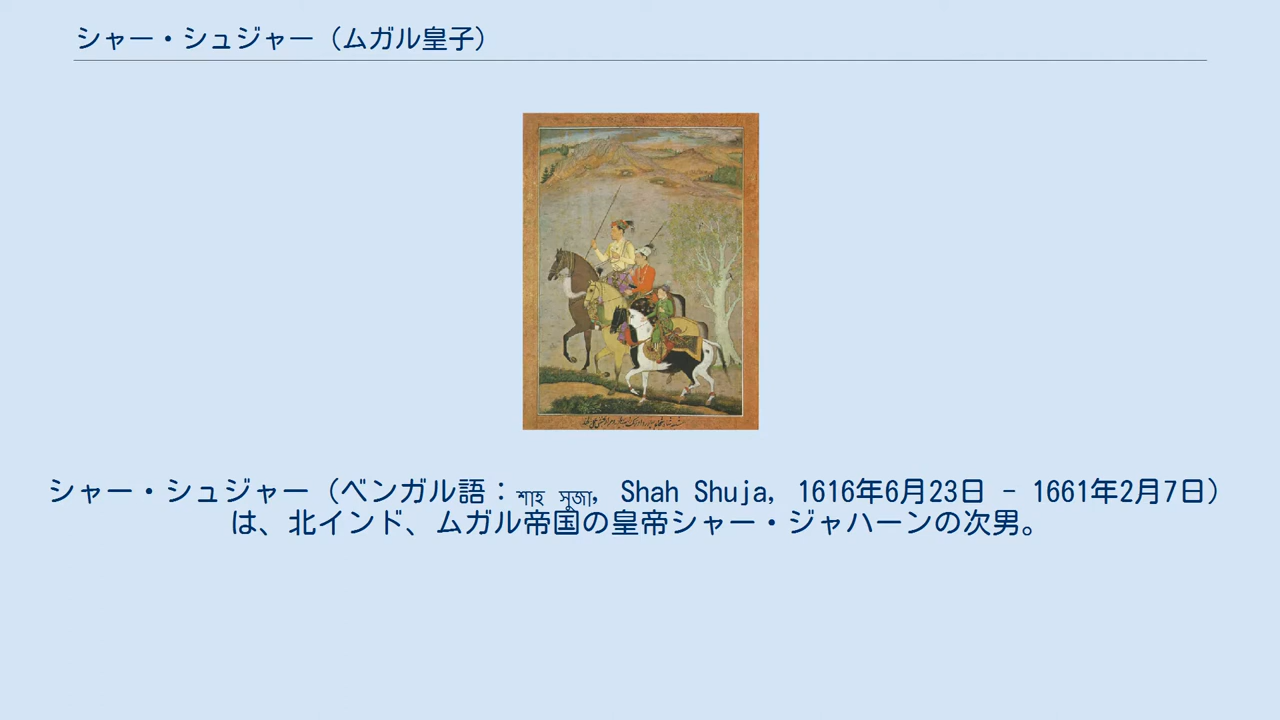 シャー・シュジャー（ムガル皇子）
シャー・シュジャー（ベンガル語：শাহ সুজা, Shah Shuja, 1616年6月23日 - 1661年2月7日）
は、北インド、ムガル帝国の皇帝シャー・ジャハーンの次男。